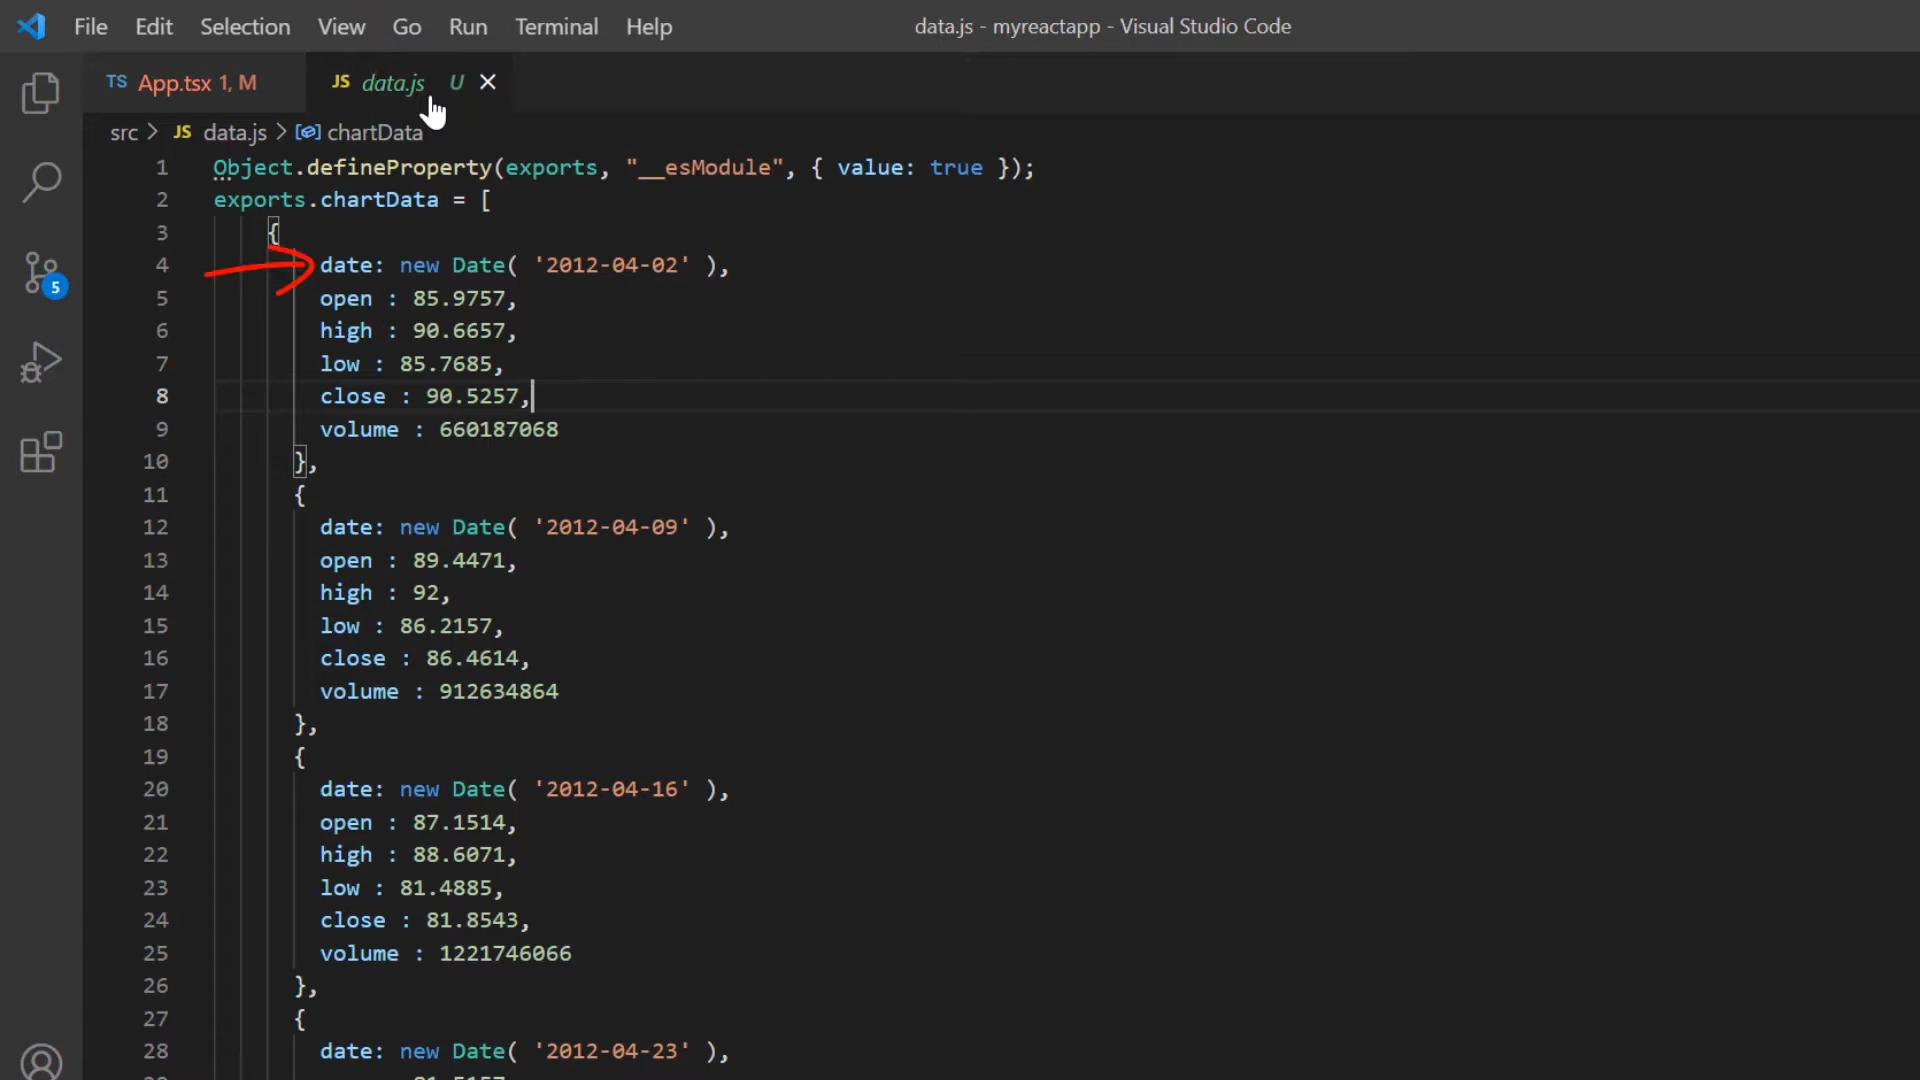 File Edit Selection View Go Run Terminal Help data.js - myreactapp - Visual Studio Code
TS App.tsx 1, M JS data.js U
src > JS data.js > chartData
1 Object.defineProperty(exports, "__esModule", { value: true });
2 exports.chartData = [
3 {
4 date: new Date( '2012-04-02' ),
5 open : 85.9757,
6 high : 90.6657,
7 low : 85.7685,
8 close : 90.5257,
9 volume : 660187068
10 },
11 {
12 date: new Date( '2012-04-09' ),
13 open : 89.4471,
14 high : 92,
15 low : 86.2157,
16 close : 86.4614,
17 volume : 912634864
18 },
19 {
20 date: new Date( '2012-04-16' ),
21 open : 87.1514,
22 high : 88.6071,
23 low : 81.4885,
24 close : 81.8543,
25 volume : 1221746066
26 },
27 {
28 date: new Date( '2012-04-23' ),
5